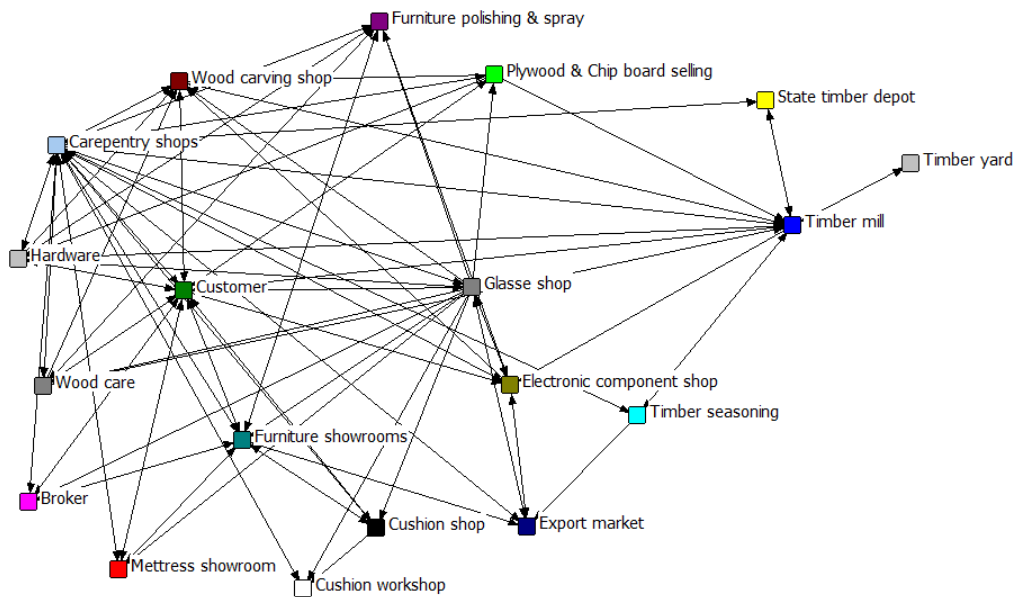 Furniture polishing & spray
Wood carving shop
Plywood & Chip board selling
State timber depot
Carepentry shops
Timber yard
Timber mill
Hardware
Customer
Glasse shop
Wood care
Electronic component shop
Timber seasoning
Furniture showrooms
Broker
Cushion shop
Export market
Mettress showroom
Cushion workshop